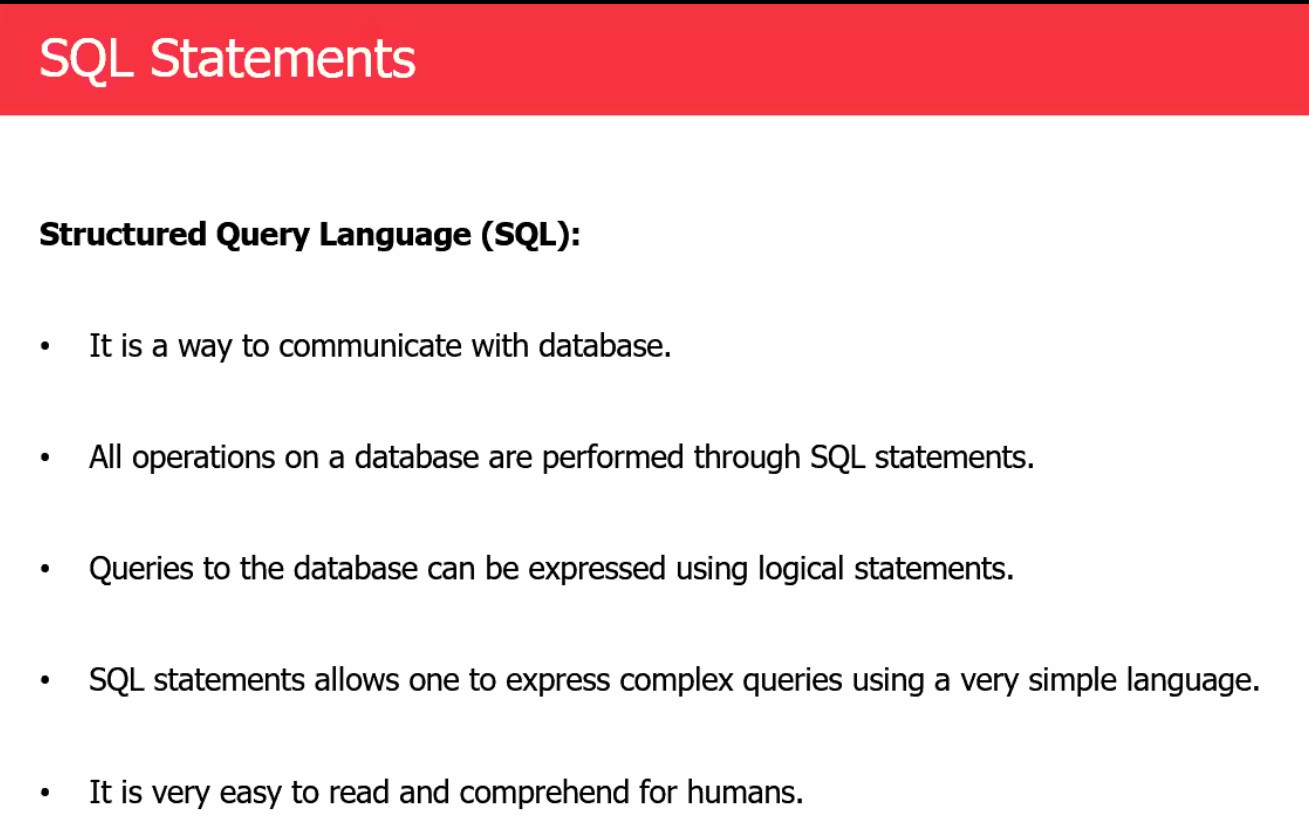 SQL Statements
Structured Query Language (SQL):
• It is a way to communicate with database.
• All operations on a database are performed through SQL statements.
• Queries to the database can be expressed using logical statements.
• SQL statements allows one to express complex queries using a very simple language.
• It is very easy to read and comprehend for humans.